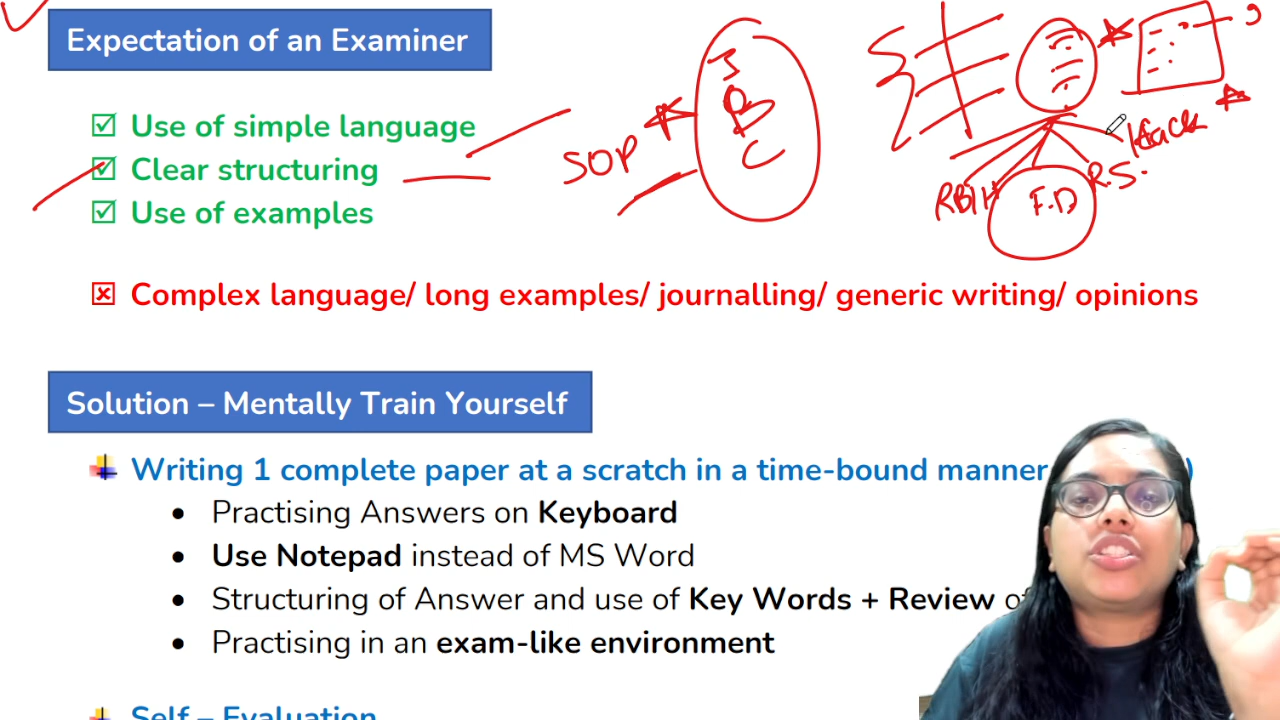 Expectation of an Examiner
Use of simple language
Clear structuring
Use of examples
SOP
I
B
C
RBIH
F.D
R.S.
Hack
Complex language/ long examples/ journalling/ generic writing/ opinions
Solution – Mentally Train Yourself
Writing 1 complete paper at a scratch in a time-bound manner
• Practising Answers on Keyboard
• Use Notepad instead of MS Word
• Structuring of Answer and use of Key Words + Review of
• Practising in an exam-like environment
Self – Evaluation